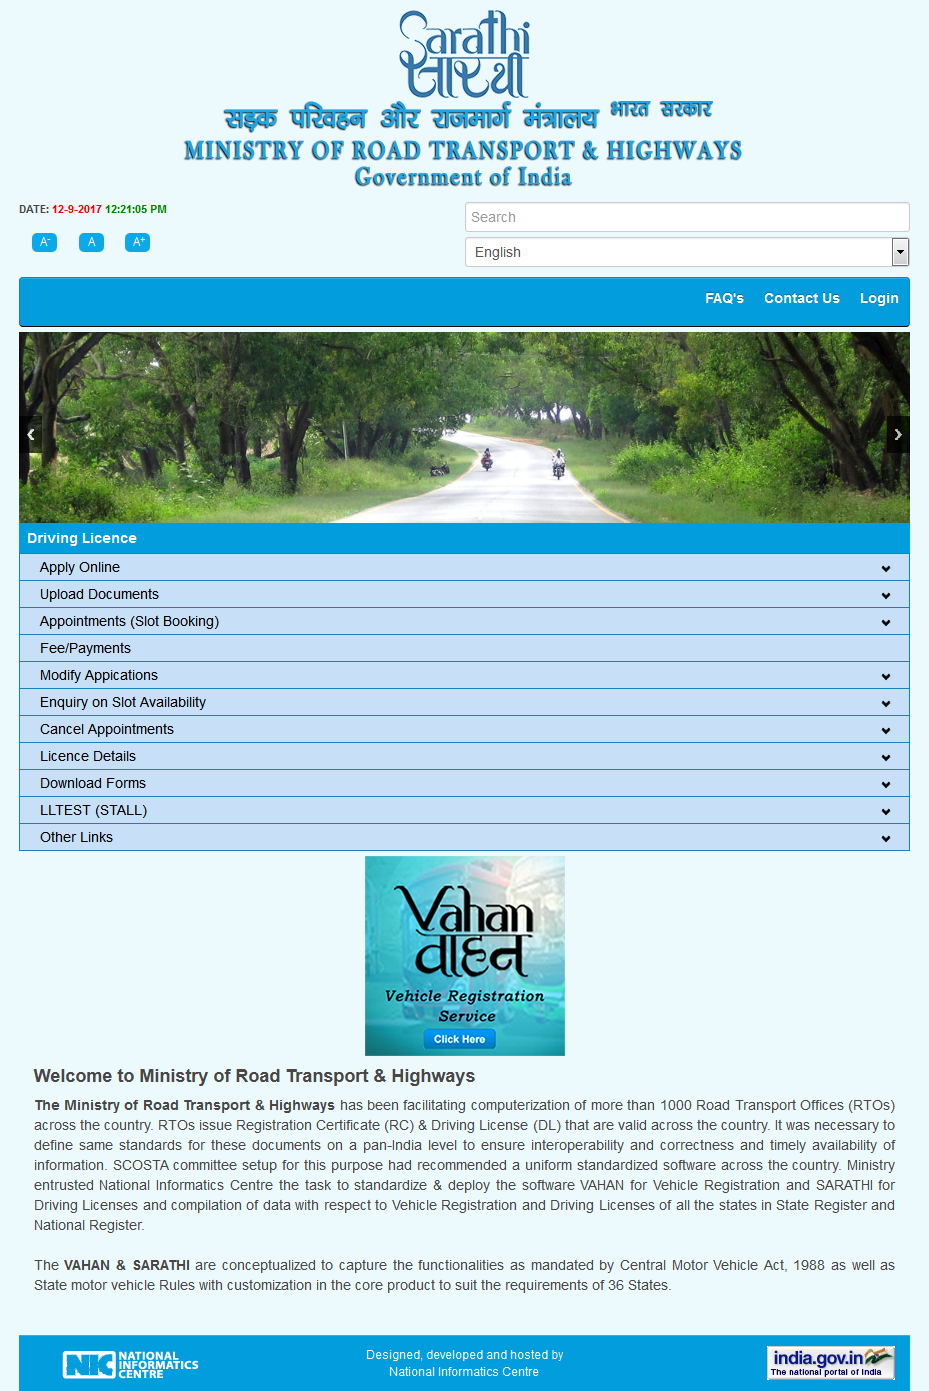 Sarathi
सारथी
सड़क परिवहन और राजमार्ग मंत्रालय भारत सरकार
MINISTRY OF ROAD TRANSPORT & HIGHWAYS
Government of India
DATE: 12-9-2017 12:21:05 PM
Search
A- A A+
English
FAQ's Contact Us Login
Driving Licence
Apply Online
Upload Documents
Appointments (Slot Booking)
Fee/Payments
Modify Appications
Enquiry on Slot Availability
Cancel Appointments
Licence Details
Download Forms
LLTEST (STALL)
Other Links
Vahan
वाहन
Vehicle Registration
Service
Click Here
Welcome to Ministry of Road Transport & Highways
The Ministry of Road Transport & Highways has been facilitating computerization of more than 1000 Road Transport Offices (RTOs)
across the country. RTOs issue Registration Certificate (RC) & Driving License (DL) that are valid across the country. It was necessary to
define same standards for these documents on a pan-India level to ensure interoperability and correctness and timely availability of
information. SCOSTA committee setup for this purpose had recommended a uniform standardized software across the country. Ministry
entrusted National Informatics Centre the task to standardize & deploy the software VAHAN for Vehicle Registration and SARATHI for
Driving Licenses and compilation of data with respect to Vehicle Registration and Driving Licenses of all the states in State Register and
National Register.
The VAHAN & SARATHI are conceptualized to capture the functionalities as mandated by Central Motor Vehicle Act, 1988 as well as
State motor vehicle Rules with customization in the core product to suit the requirements of 36 States.
NIC NATIONAL
INFORMATICS
CENTRE
Designed, developed and hosted by
National Informatics Centre
india.gov.in
The national portal of India